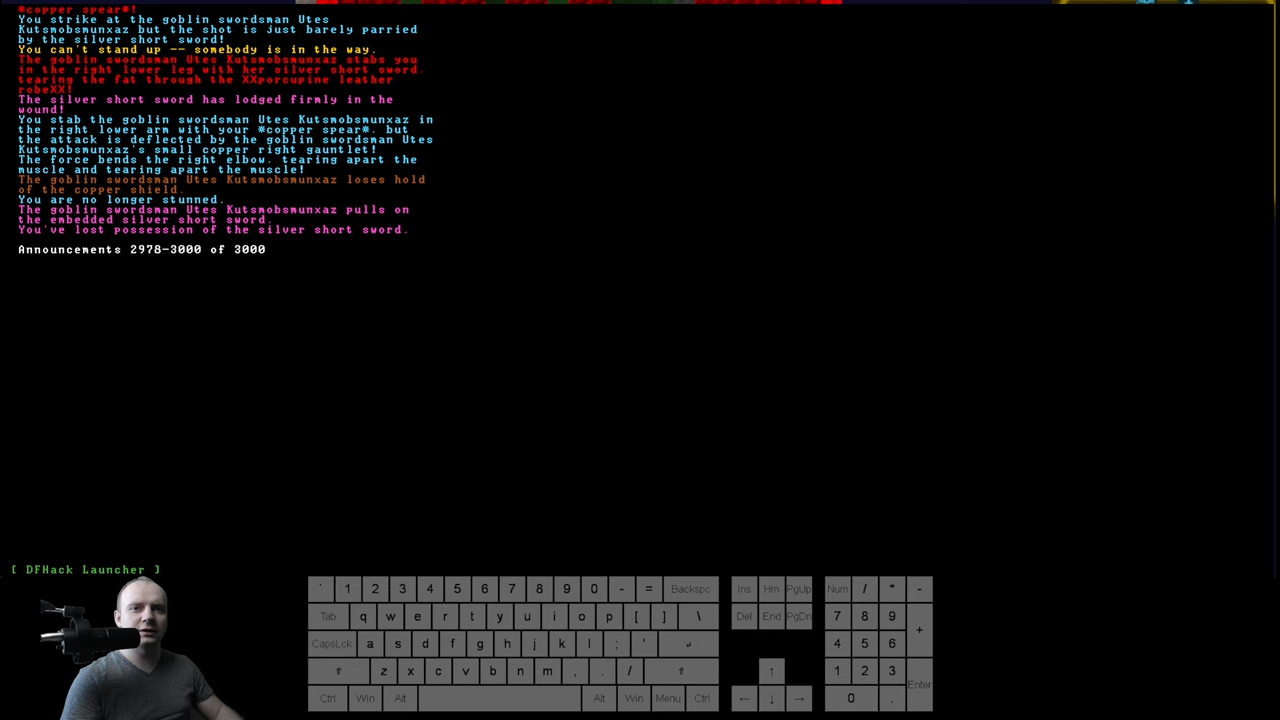 *copper spear*!
You strike at the goblin swordsman Utes
Kutsmobsmunxaz but the shot is just barely parried
by the silver short sword!
You can't stand up -- somebody is in the way.
The goblin swordsman Utes Kutsmobsmunxaz stabs you
in the right lower leg with her silver short sword,
tearing the fat through the XXporcupine leather
robeXX!
The silver short sword has lodged firmly in the
wound!
You stab the goblin swordsman Utes Kutsmobsmunxaz in
the right lower arm with your *copper spear*, but
the attack is deflected by the goblin swordsman Utes
Kutsmobsmunxaz's small copper right gauntlet!
The force bends the right elbow, tearing apart the
muscle and tearing apart the muscle!
The goblin swordsman Utes Kutsmobsmunxaz loses hold
of the copper shield.
You are no longer stunned.
The goblin swordsman Utes Kutsmobsmunxaz pulls on
the embedded silver short sword.
You've lost possession of the silver short sword.
Announcements 2978-3000 of 3000
[ DFHack Launcher ]
` 1 2 3 4 5 6 7 8 9 0 - = Backspc Ins Hm PgUp Num / * -
Tab q w e r t y u i o p [ ] \ Del End PgDn 7 8 9 +
CapsLck a s d f g h j k l ; ' ↵ 4 5 6
⇧ z x c v b n m , . / ⇧ ↑ 1 2 3 Enter
Ctrl Win Alt Alt Win Menu Ctrl ← ↓ → 0 .